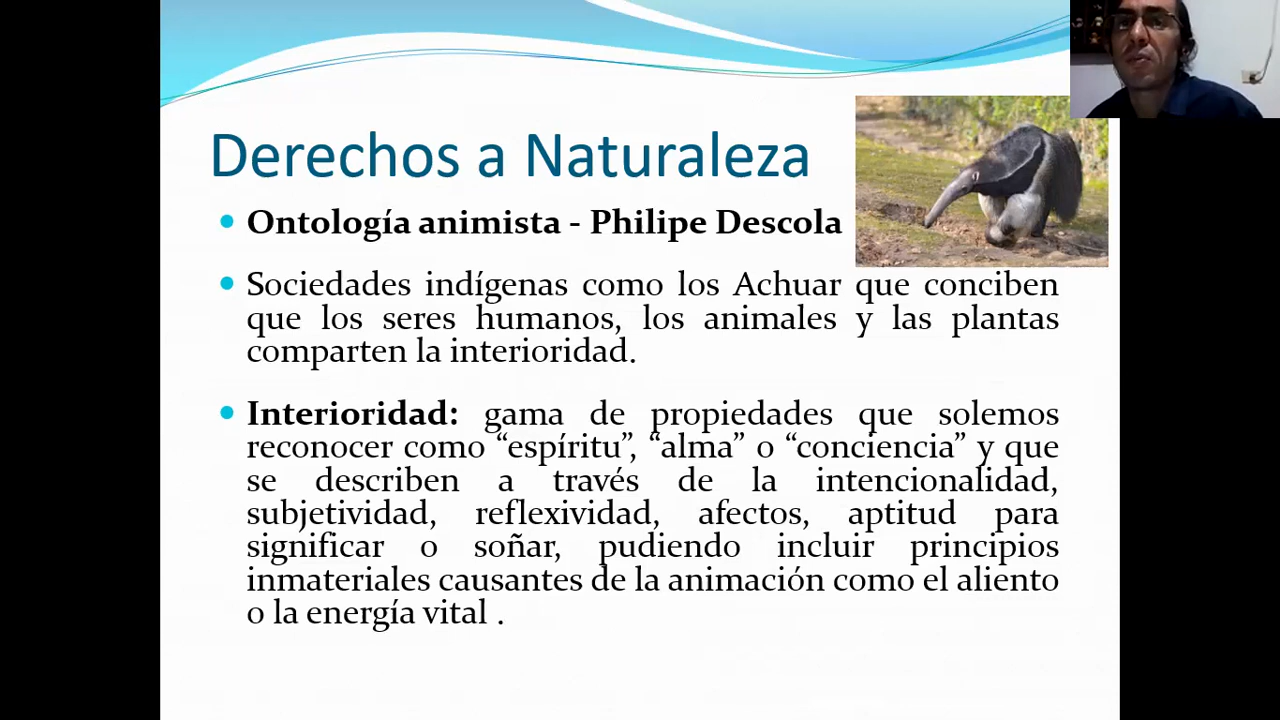 Derechos a Naturaleza
• Ontología animista - Philipe Descola
• Sociedades indígenas como los Achuar que conciben
que los seres humanos, los animales y las plantas
comparten la interioridad.
• Interioridad: gama de propiedades que solemos
reconocer como “espíritu”, “alma” o “conciencia” y que
se describen a través de la intencionalidad,
subjetividad, reflexividad, afectos, aptitud para
significar o soñar, pudiendo incluir principios
inmateriales causantes de la animación como el aliento
o la energía vital .